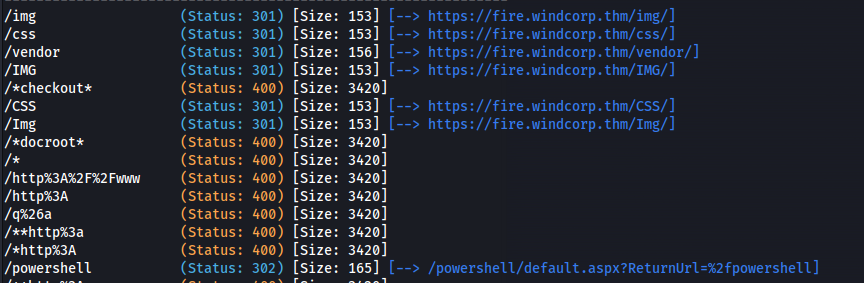 /img (Status: 301) [Size: 153] [--> https://fire.windcorp.thm/img/]
/css (Status: 301) [Size: 153] [--> https://fire.windcorp.thm/css/]
/vendor (Status: 301) [Size: 156] [--> https://fire.windcorp.thm/vendor/]
/IMG (Status: 301) [Size: 153] [--> https://fire.windcorp.thm/IMG/]
/*checkout* (Status: 400) [Size: 3420]
/CSS (Status: 301) [Size: 153] [--> https://fire.windcorp.thm/CSS/]
/Img (Status: 301) [Size: 153] [--> https://fire.windcorp.thm/Img/]
/*docroot* (Status: 400) [Size: 3420]
/* (Status: 400) [Size: 3420]
/http%3A%2F%2Fwww (Status: 400) [Size: 3420]
/http%3A (Status: 400) [Size: 3420]
/q%26a (Status: 400) [Size: 3420]
/**http%3a (Status: 400) [Size: 3420]
/*http%3A (Status: 400) [Size: 3420]
/powershell (Status: 302) [Size: 165] [--> /powershell/default.aspx?ReturnUrl=%2fpowershell]